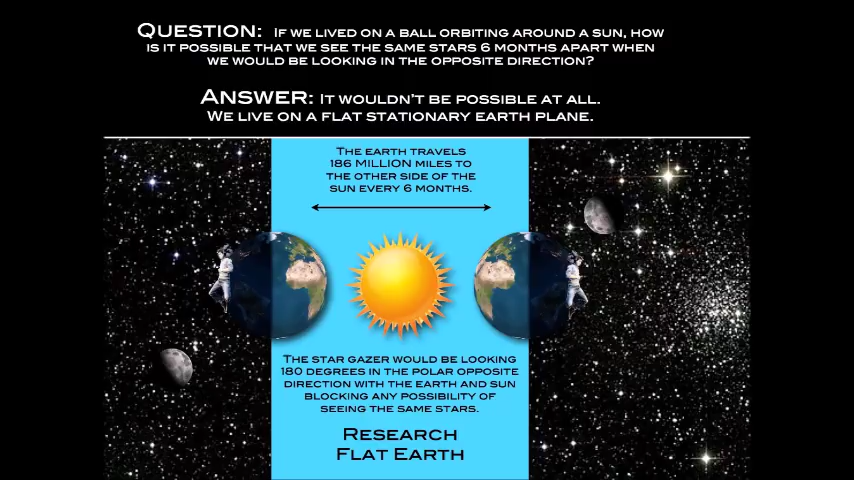 QUESTION: IF WE LIVED ON A BALL ORBITING AROUND A SUN, HOW
IS IT POSSIBLE THAT WE SEE THE SAME STARS 6 MONTHS APART WHEN
WE WOULD BE LOOKING IN THE OPPOSITE DIRECTION?
ANSWER: IT WOULDN'T BE POSSIBLE AT ALL.
WE LIVE ON A FLAT STATIONARY EARTH PLANE.
THE EARTH TRAVELS
186 MILLION MILES TO
THE OTHER SIDE OF THE
SUN EVERY 6 MONTHS.
THE STAR GAZER WOULD BE LOOKING
180 DEGREES IN THE POLAR OPPOSITE
DIRECTION WITH THE EARTH AND SUN
BLOCKING ANY POSSIBILITY OF
SEEING THE SAME STARS.
RESEARCH
FLAT EARTH